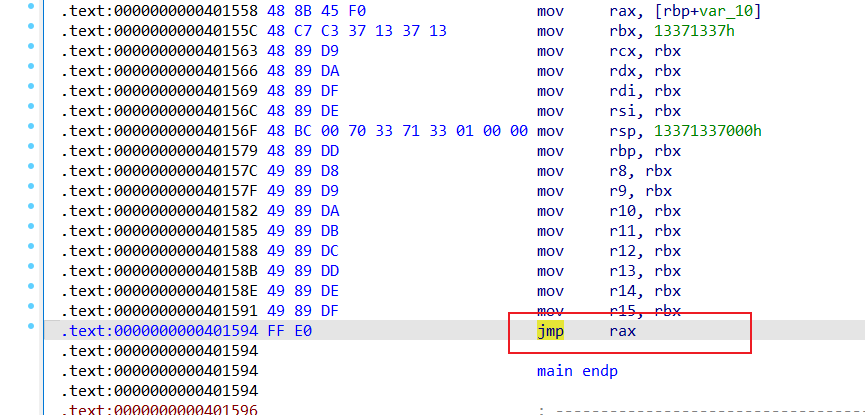 .text:0000000000401558 48 8B 45 F0 mov rax, [rbp+var_10]
.text:000000000040155C 48 C7 C3 37 13 37 13 mov rbx, 13371337h
.text:0000000000401563 48 89 D9 mov rcx, rbx
.text:0000000000401566 48 89 DA mov rdx, rbx
.text:0000000000401569 48 89 DF mov rdi, rbx
.text:000000000040156C 48 89 DE mov rsi, rbx
.text:000000000040156F 48 BC 00 70 33 71 33 01 00 00 mov rsp, 13371337000h
.text:0000000000401579 48 89 DD mov rbp, rbx
.text:000000000040157C 49 89 D8 mov r8, rbx
.text:000000000040157F 49 89 D9 mov r9, rbx
.text:0000000000401582 49 89 DA mov r10, rbx
.text:0000000000401585 49 89 DB mov r11, rbx
.text:0000000000401588 49 89 DC mov r12, rbx
.text:000000000040158B 49 89 DD mov r13, rbx
.text:000000000040158E 49 89 DE mov r14, rbx
.text:0000000000401591 49 89 DF mov r15, rbx
.text:0000000000401594 FF E0 jmp rax
.text:0000000000401594
.text:0000000000401594 main endp
.text:0000000000401594
.text:0000000000401596 ; ---------------------------------------